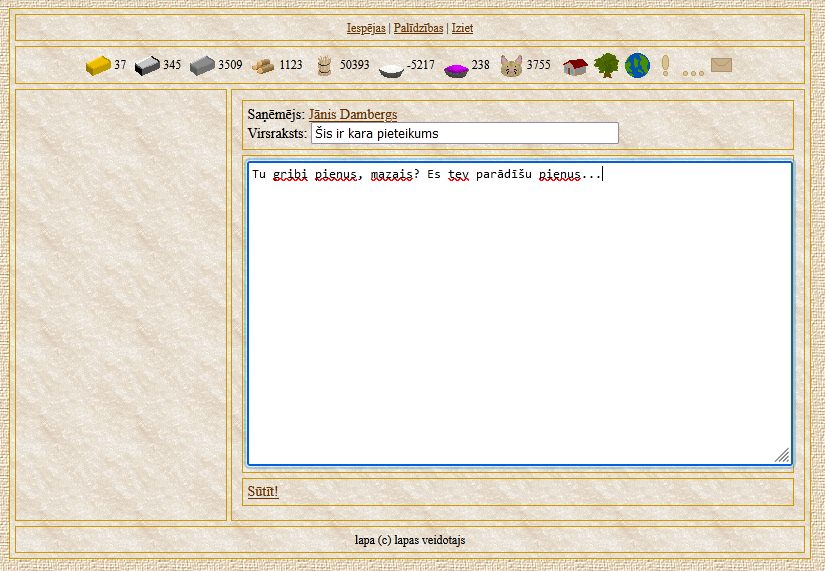 Iespējas | Palīdzības | Iziet
37 345 3509 1123 50393 -5217 238 3755
Saņēmējs: Jānis Dambergs
Virsraksts: Šis ir kara pieteikums
Tu gribi pienus, mazais? Es tev parādīšu pienus...
Sūtīt!
lapa (c) lapas veidotajs